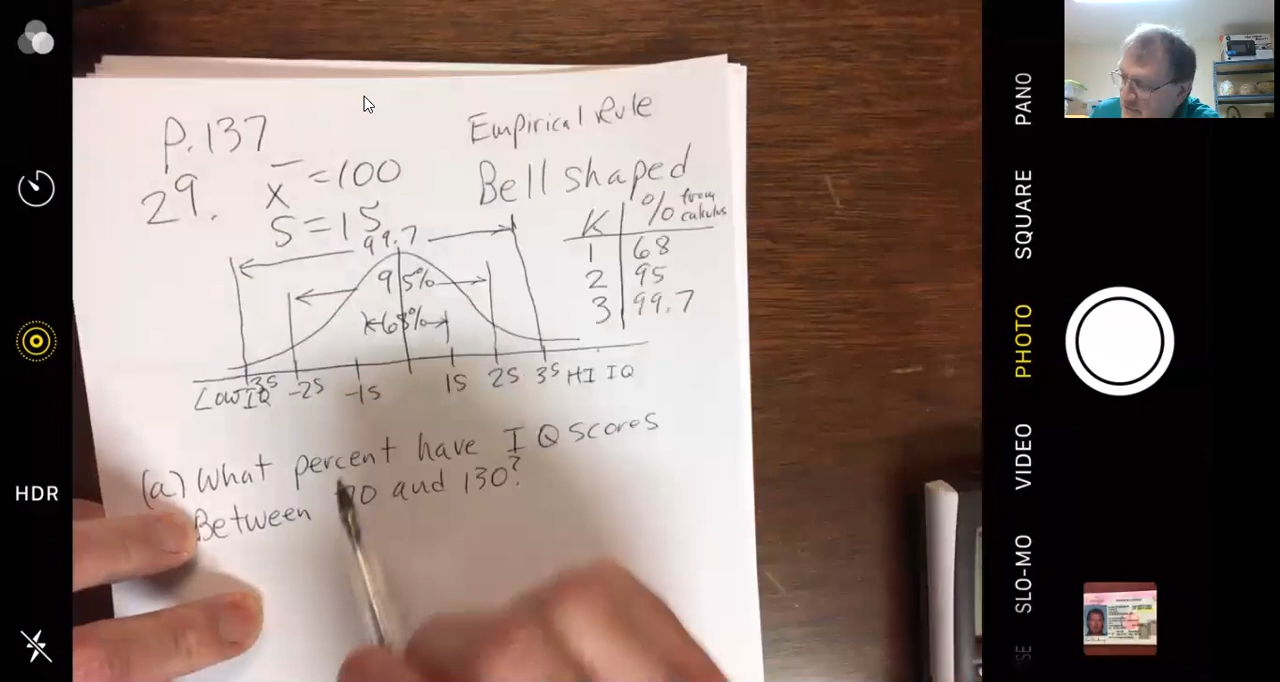 P.137
29. x̄ =100
S=15
Empirical Rule
Bell shaped
K % from calculus
1 68
2 95
3 99.7
99.7
95%
68%
-3S -2S -1S 1S 2S 3S
Low IQ HI IQ
(a) What percent have IQ scores
Between 70 and 130?
HDR
PANO
SQUARE
PHOTO
VIDEO
SLO-MO
SE